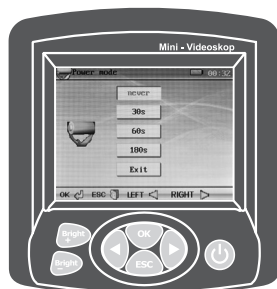 Mini - Videoskop
Power mode 00:32
never
30s
60s
180s
Exit
OK ESC LEFT RIGHT
Bright +
OK
Bright -
ESC